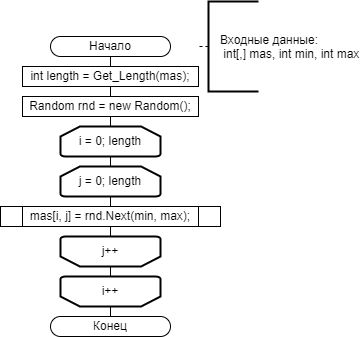 Начало
Входные данные:
int[,] mas, int min, int max
int length = Get_Length(mas);
Random rnd = new Random();
i = 0; length
j = 0; length
mas[i, j] = rnd.Next(min, max);
j++
i++
Конец